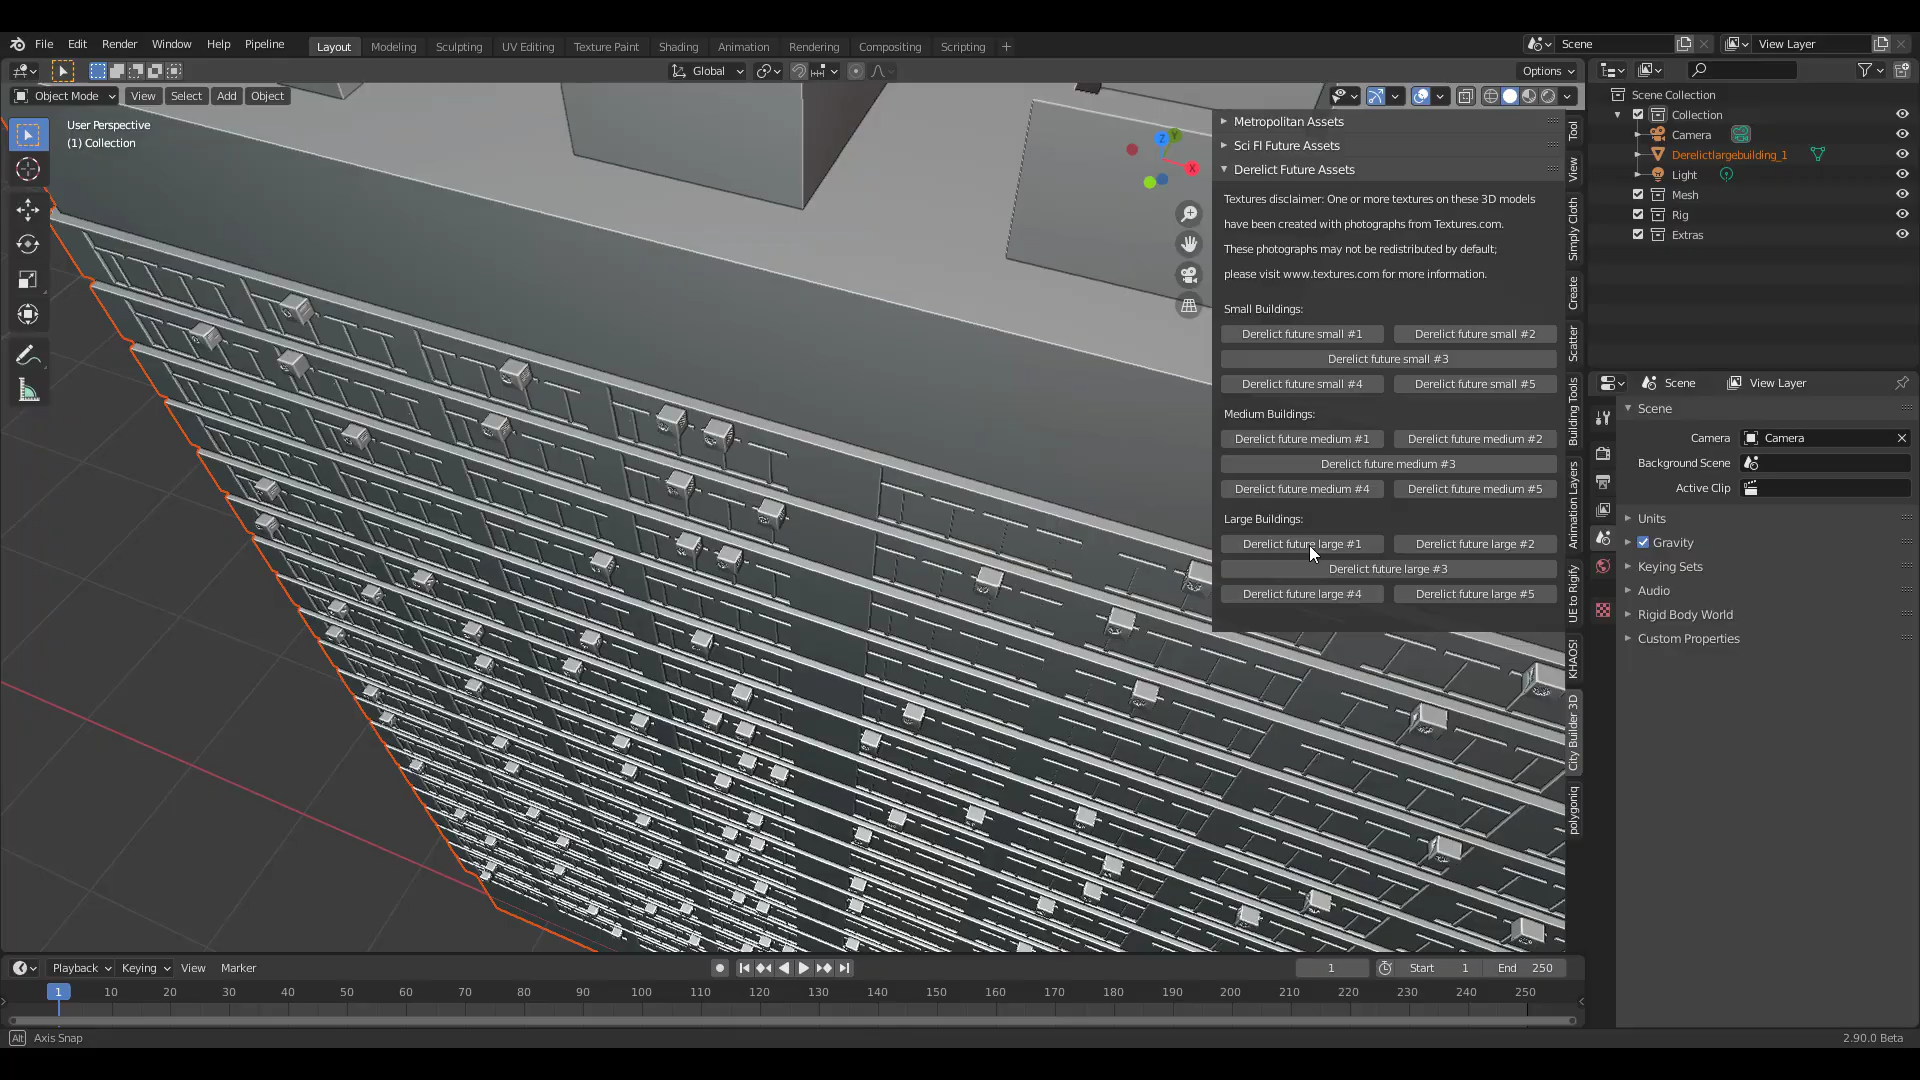 File Edit Render Window Help Pipeline Layout Modeling Sculpting UV Editing Texture Paint Shading Animation Rendering Compositing Scripting + Scene View Layer
Global Options
Object Mode View Select Add Object
User Perspective
(1) Collection
Z
Y
X
Metropolitan Assets
Sci FI Future Assets
Derelict Future Assets
Textures disclaimer: One or more textures on these 3D models
have been created with photographs from Textures.com.
These photographs may not be redistributed by default;
please visit www.textures.com for more information.
Small Buildings:
Derelict future small #1 Derelict future small #2
Derelict future small #3
Derelict future small #4 Derelict future small #5
Medium Buildings:
Derelict future medium #1 Derelict future medium #2
Derelict future medium #3
Derelict future medium #4 Derelict future medium #5
Large Buildings:
Derelict future large #1 Derelict future large #2
Derelict future large #3
Derelict future large #4 Derelict future large #5
Tool
View
Simply Cloth
Create
Scatter
Building Tools
Animation Layers
UE to Rigify
KHAOS!
City Builder 3D
polygoniq
Scene Collection
Collection
Camera
Derelictlargebuilding_1
Light
Mesh
Rig
Extras
Scene View Layer
Scene
Camera Camera
Background Scene
Active Clip
Units
Gravity
Keying Sets
Audio
Rigid Body World
Custom Properties
Playback Keying View Marker 1 Start 1 End 250
1 10 20 30 40 50 60 70 80 90 100 110 120 130 140 150 160 170 180 190 200 210 220 230 240 250
Alt Axis Snap 2.90.0 Beta